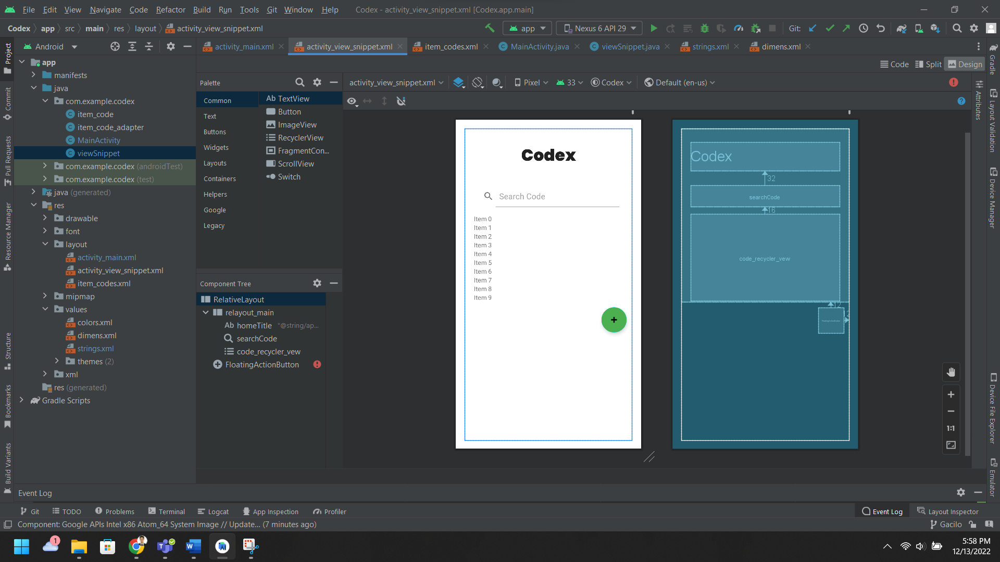 File Edit View Navigate Code Refactor Build Run Tools Git Window Help Codex - activity_view_snippet.xml [Codex.app.main]
Codex app src main res layout activity_view_snippet.xml app Nexus 6 API 29 Git:
Android activity_main.xml activity_view_snippet.xml item_codes.xml MainActivity.java viewSnippet.java strings.xml dimens.xml
Code Split Design
app
manifests
java
com.example.codex
item_code
item_code_adapter
MainActivity
viewSnippet
com.example.codex (androidTest)
com.example.codex (test)
java (generated)
res
drawable
font
layout
activity_main.xml
activity_view_snippet.xml
item_codes.xml
mipmap
values
colors.xml
dimens.xml
strings.xml
themes (2)
xml
res (generated)
Gradle Scripts
Project
Commit
Pull Requests
Resource Manager
Structure
Bookmarks
Build Variants
Palette
Common
Text
Buttons
Widgets
Layouts
Containers
Helpers
Google
Legacy
Ab TextView
Button
ImageView
RecyclerView
FragmentCon...
ScrollView
Switch
Component Tree
RelativeLayout
relayout_main
Ab homeTitle "@string/ap...
searchCode
code_recycler_vew
FloatingActionButton
activity_view_snippet.xml Pixel 33 Codex Default (en-us)
Codex
Search Code
Item 0
Item 1
Item 2
Item 3
Item 4
Item 5
Item 6
Item 7
Item 8
Item 9
Codex
32
searchCode
16
code_recycler_vew
12
1:1
Attributes
Gradle
Layout Validation
Device Manager
Device File Explorer
Emulator
Event Log
Git TODO Problems Terminal Logcat App Inspection Profiler Event Log Layout Inspector
Component: Google APIs Intel x86 Atom_64 System Image // Update... (7 minutes ago) Gacilo
1
5:58 PM
12/13/2022